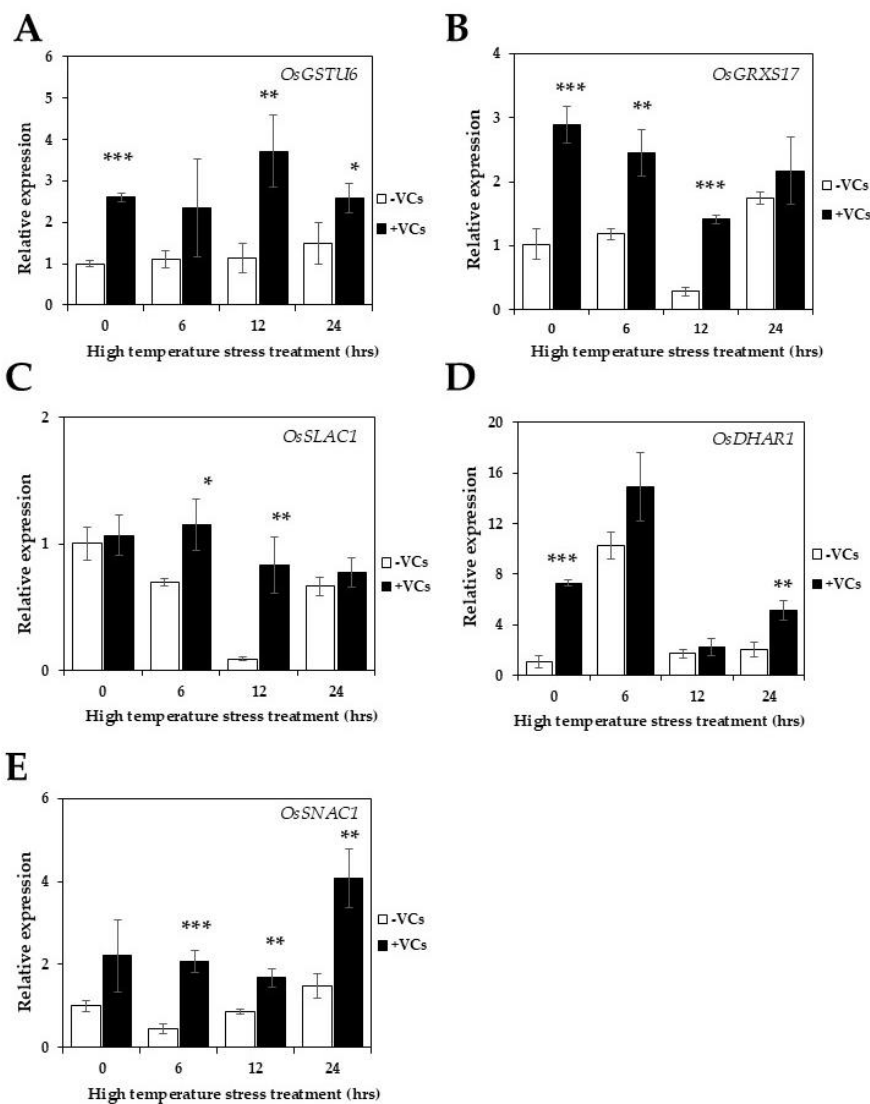 A
OsGSTU6
Relative expression
6
5
4
3
2
1
0
***
**
*
-VCs
+VCs
0 6 12 24
High temperature stress treatment (hrs)
B
OsGRXS17
Relative expression
4
3
2
1
0
***
**
***
-VCs
+VCs
0 6 12 24
High temperature stress treatment (hrs)
C
OsSLAC1
Relative expression
2
1
0
*
**
-VCs
+VCs
0 6 12 24
High temperature stress treatment (hrs)
D
OsDHAR1
Relative expression
20
16
12
8
4
0
***
**
-VCs
+VCs
0 6 12 24
High temperature stress treatment (hrs)
E
OsSNAC1
Relative expression
6
4
2
0
***
**
**
-VCs
+VCs
0 6 12 24
High temperature stress treatment (hrs)